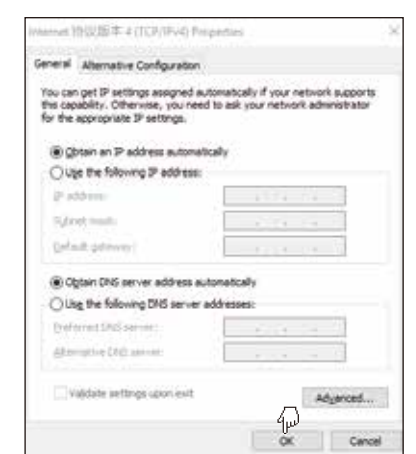 Internet 协议版本 4 (TCP/IPv4) Properties
General Alternative Configuration
You can get IP settings assigned automatically if your network supports
this capability. Otherwise, you need to ask your network administrator
for the appropriate IP settings.
Obtain an IP address automatically
Use the following IP address:
IP address:
Subnet mask:
Default gateway:
Obtain DNS server address automatically
Use the following DNS server addresses:
Preferred DNS server:
Alternative DNS server:
Validate settings upon exit
Advanced...
OK Cancel